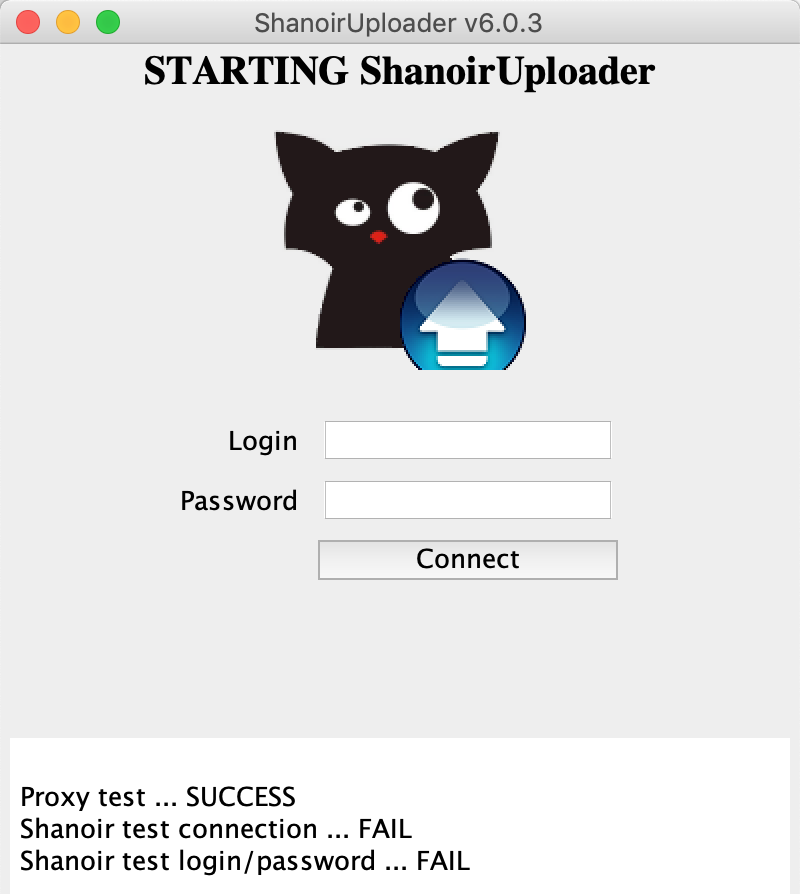 ShanoirUploader v6.0.3
STARTING ShanoirUploader
Login
Password
Connect
Proxy test ... SUCCESS
Shanoir test connection ... FAIL
Shanoir test login/password ... FAIL